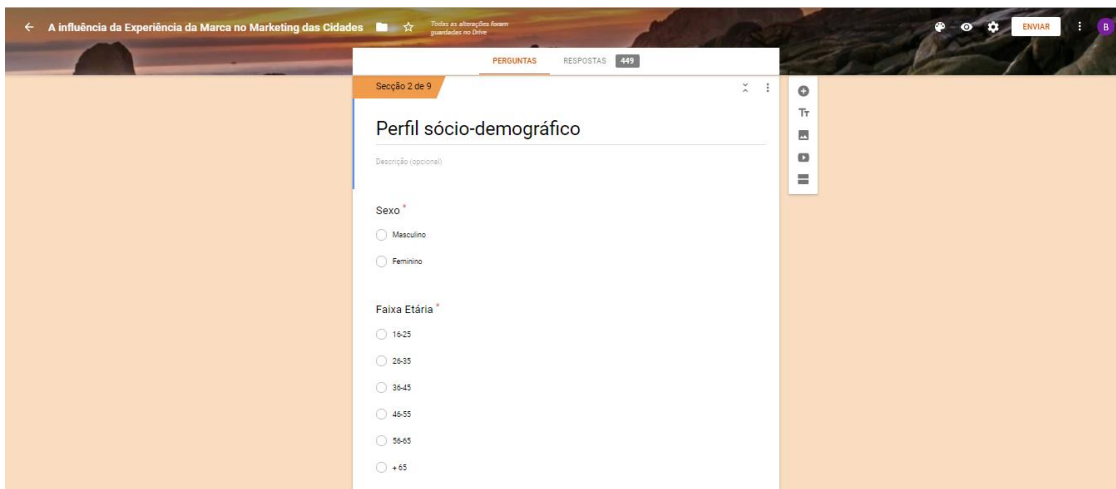 A influência da Experiência da Marca no Marketing das Cidades
Todas as alterações foram
guardadas no Drive
ENVIAR
B
PERGUNTAS RESPOSTAS 449
Secção 2 de 9
Tт
Perfil sócio-demográfico
Descrição (opcional)
Sexo *
Masculino
Feminino
Faixa Etária *
16-25
26-35
36-45
46-55
56-65
+ 65